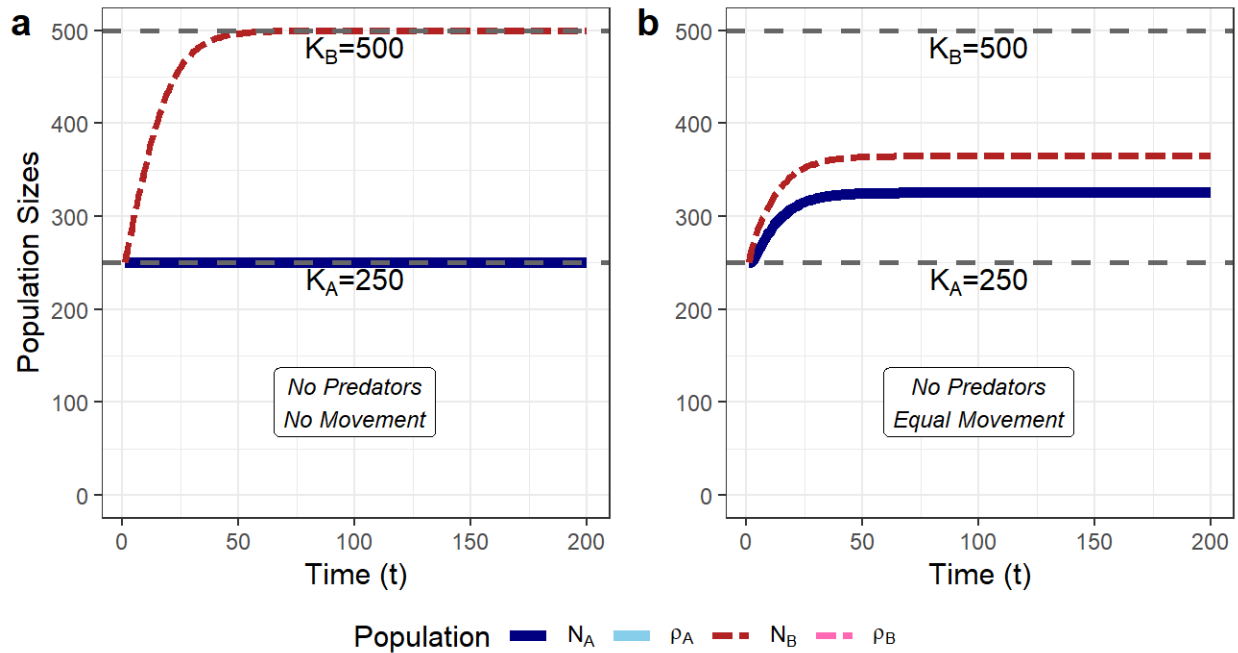 a
b
Population Sizes
500
400
300
200
100
0
K_B=500
K_A=250
No Predators
No Movement
0 50 100 150 200
Time (t)
500
400
300
200
100
0
K_B=500
K_A=250
No Predators
Equal Movement
0 50 100 150 200
Time (t)
Population N_A ρ_A N_B ρ_B